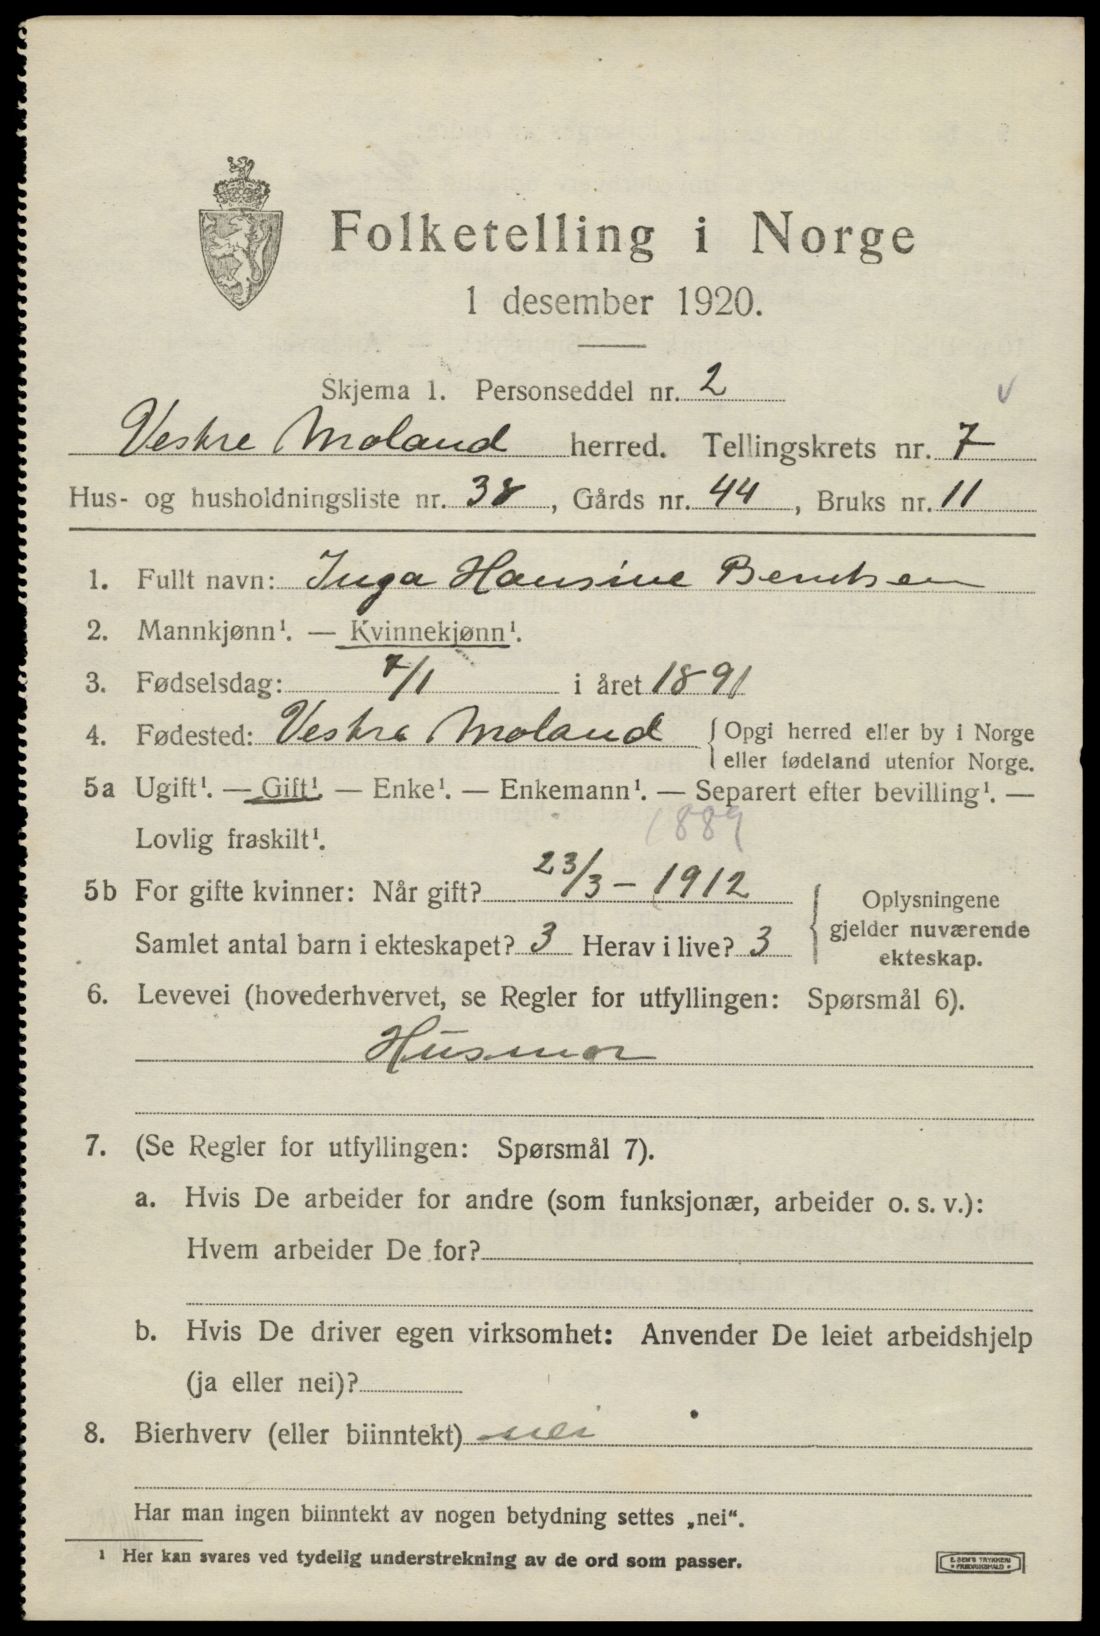 Folketelling i Norge
1 desember 1920.
Skjema 1. Personseddel nr. 2
Vestre Moland herred. Tellingskrets nr. 7
Hus- og husholdningsliste nr. 38, Gårds nr. 44, Bruks nr. 11
1. Fullt navn: Inga Hansine Berntsen
2. Mannkjønn¹. — Kvinnekjønn¹.
3. Fødselsdag: 7/1 i året 1891
4. Fødested: Vestre Moland { Opgi herred eller by i Norge
eller fødeland utenfor Norge.
5a Ugift¹. — Gift¹. — Enke¹. — Enkemann¹. — Separert efter bevilling¹. —
Lovlig fraskilt¹. 1889
5b For gifte kvinner: Når gift? 23/3 - 1912
Samlet antal barn i ekteskapet? 3 Herav i live? 3
{ Oplysningene
gjelder nuværende
ekteskap.
6. Levevei (hovederhvervet, se Regler for utfyllingen: Spørsmål 6).
Husmor
7. (Se Regler for utfyllingen: Spørsmål 7).
a. Hvis De arbeider for andre (som funksjonær, arbeider o. s. v.):
Hvem arbeider De for?
b. Hvis De driver egen virksomhet: Anvender De leiet arbeidshjelp
(ja eller nei)?
8. Bierhverv (eller biinntekt) nei
Har man ingen biinntekt av nogen betydning settes „nei“.
¹ Her kan svares ved tydelig understrekning av de ord som passer.
E. SEM'S TRYKKERI
FREDRIKSHALD